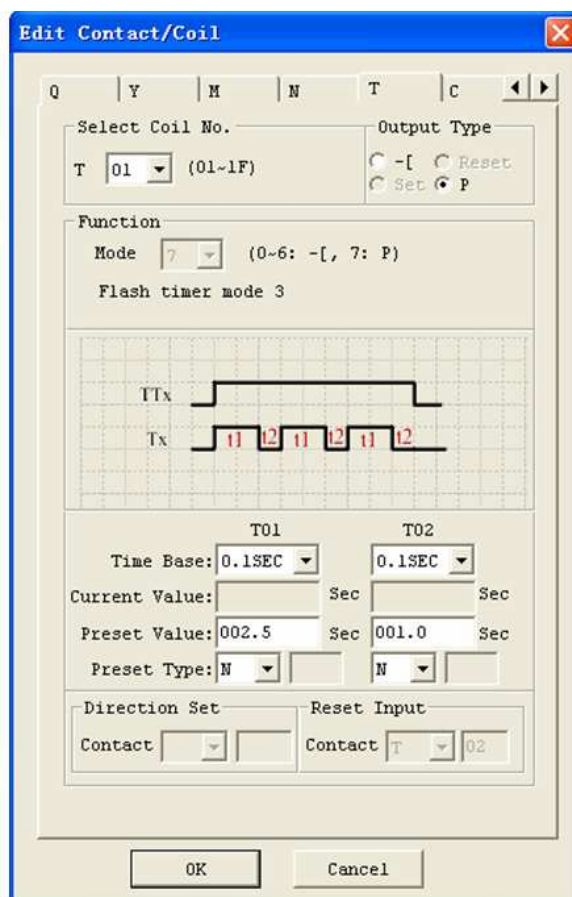 Edit Contact/Coil
Q Y M N T C
Select Coil No.
T 01 (01~1F)
Output Type
-[ Reset
Set P
Function
Mode 7 (0~6: -[, 7: P)
Flash timer mode 3
TTx
Tx t1 t2 t1 t2 t1 t2
T01 T02
Time Base: 0.1SEC 0.1SEC
Current Value: Sec Sec
Preset Value: 002.5 Sec 001.0 Sec
Preset Type: N N
Direction Set
Contact
Reset Input
Contact T 02
OK Cancel